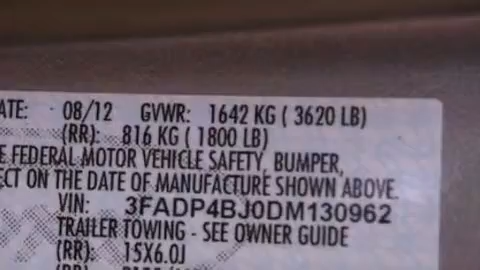 ATE: 08/12 GVWR: 1642 KG ( 3620 LB)
(RR): 816 KG ( 1800 LB)
E FEDERAL MOTOR VEHICLE SAFETY, BUMPER,
ECT ON THE DATE OF MANUFACTURE SHOWN ABOVE.
VIN: 3FADP4BJ0DM130962
TRAILER TOWING - SEE OWNER GUIDE
(RR): 15X6.0J
(RR):